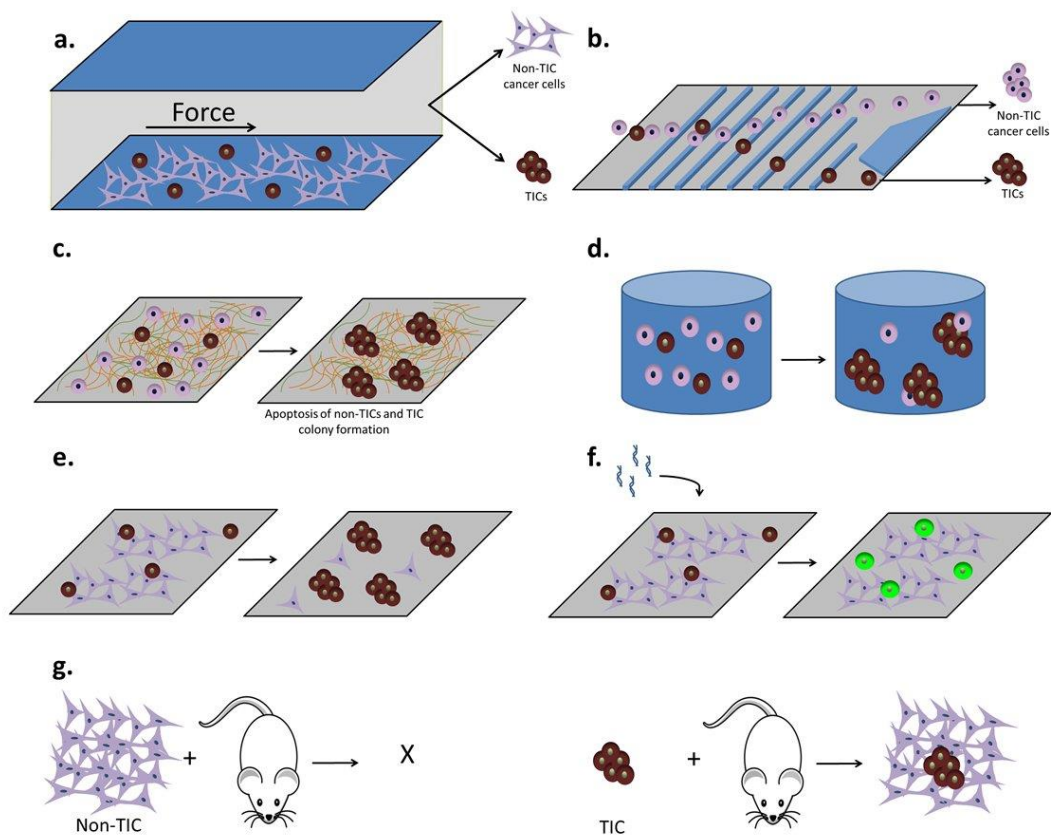 a.
Force
Non-TIC
cancer cells
TICs
b.
Non-TIC
cancer cells
TICs
c.
Apoptosis of non-TICs and TIC
colony formation
d.
e.
f.
g.
+
X
Non-TIC
+
TIC